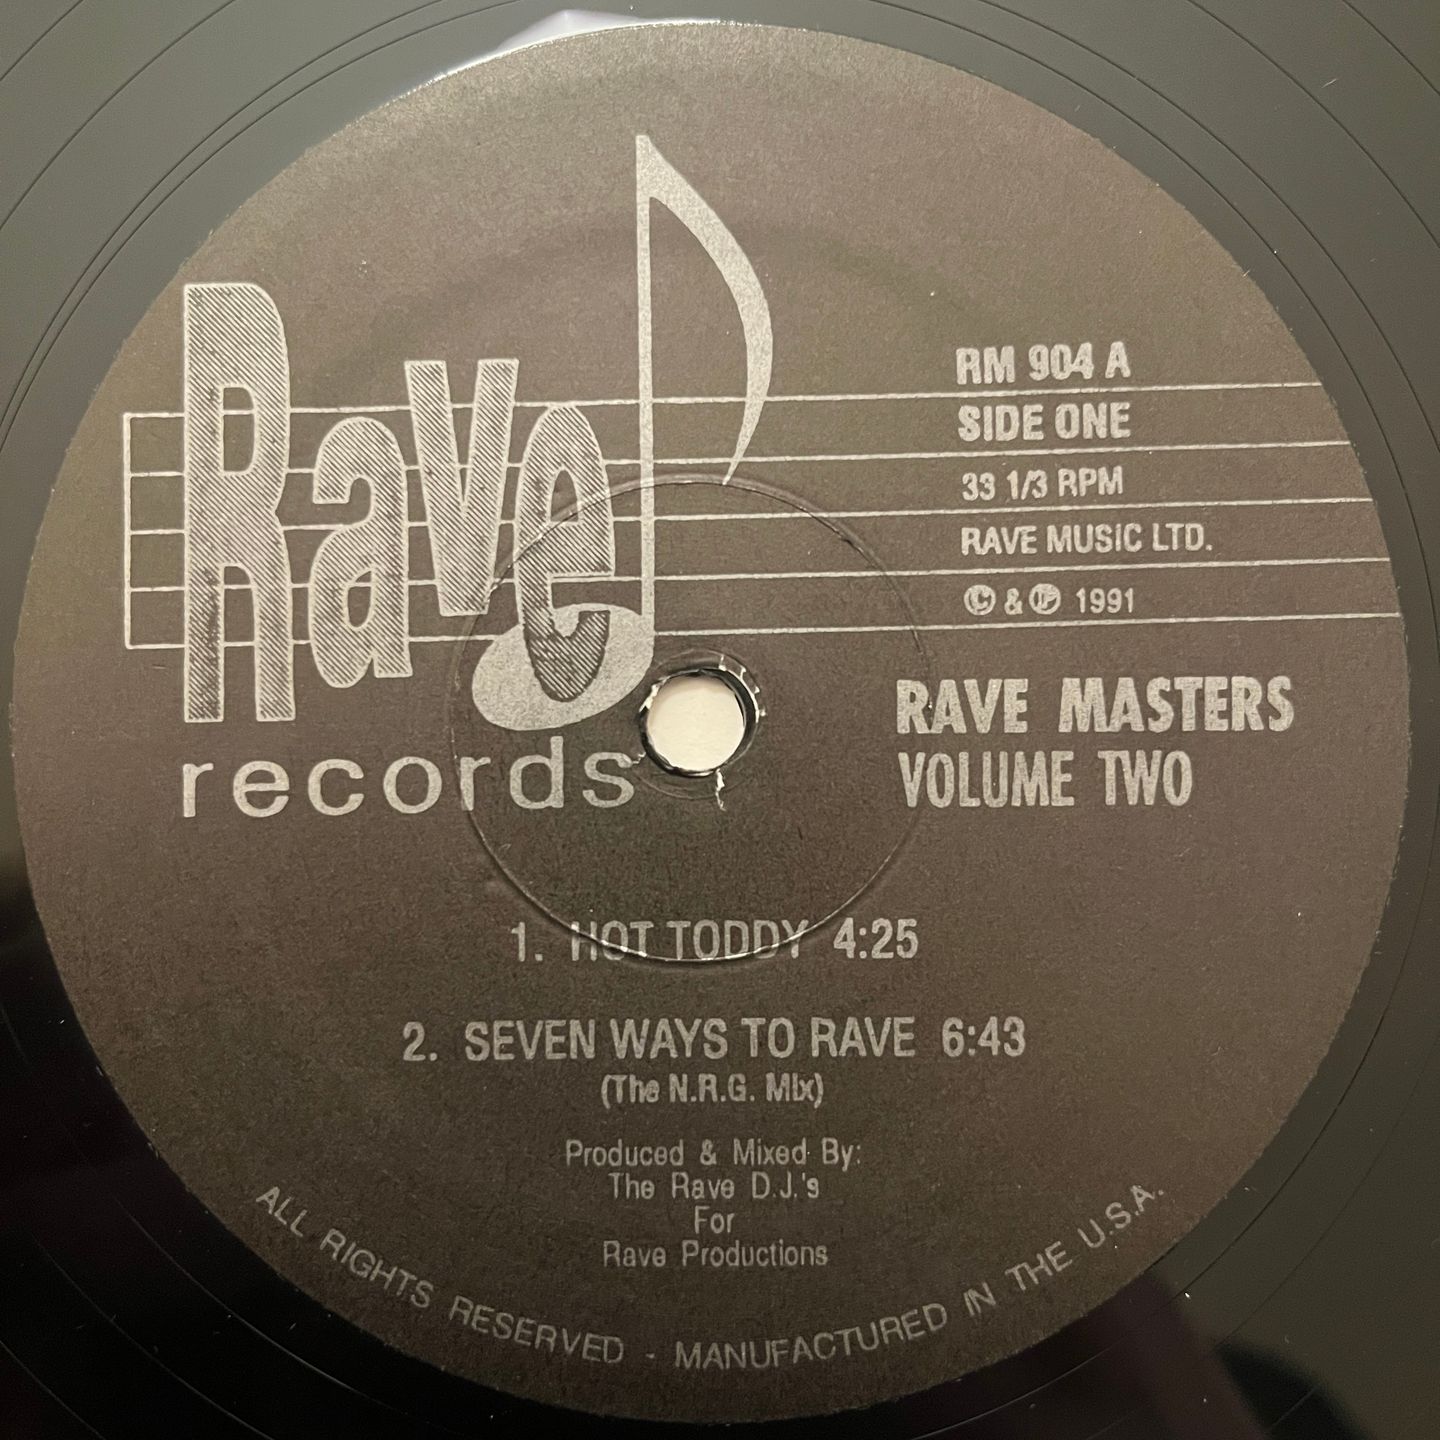 Rave
records
RM 904 A
SIDE ONE
33 1/3 RPM
RAVE MUSIC LTD.
© & ℗ 1991
RAVE MASTERS
VOLUME TWO
1. HOT TODDY 4:25
2. SEVEN WAYS TO RAVE 6:43
(The N.R.G. Mix)
Produced & Mixed By:
The Rave D.J.'s
For
Rave Productions
ALL RIGHTS RESERVED - MANUFACTURED IN THE U.S.A.